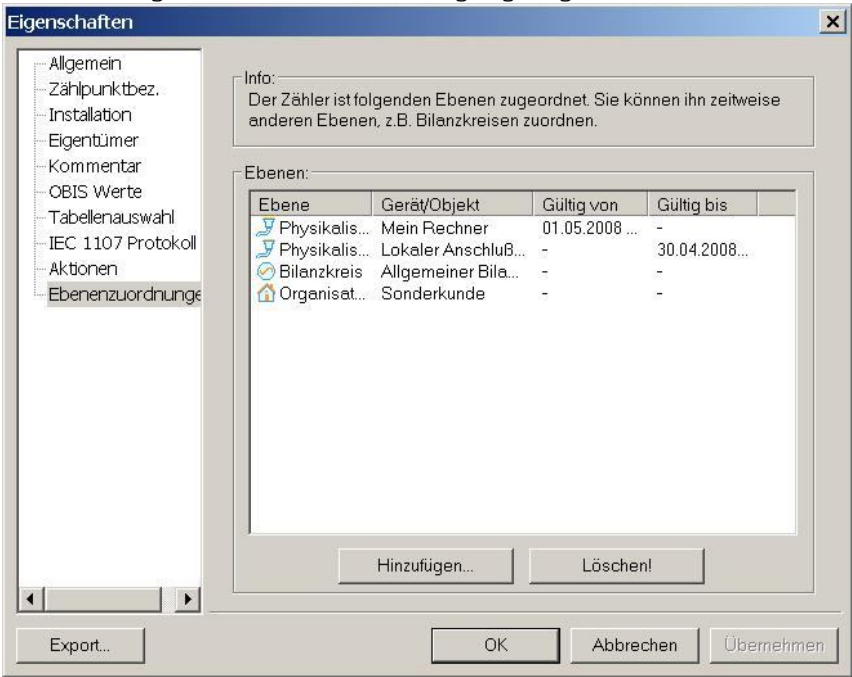 Eigenschaften
Allgemein
Zählpunktbez.
Installation
Eigentümer
Kommentar
OBIS Werte
Tabellenauswahl
IEC 1107 Protokoll
Aktionen
Ebenenzuordnunge
Info:
Der Zähler ist folgenden Ebenen zugeordnet. Sie können ihn zeitweise
anderen Ebenen, z.B. Bilanzkreisen zuordnen.
Ebenen:
Ebene Gerät/Objekt Gültig von Gültig bis
Physikalis... Mein Rechner 01.05.2008 ... -
Physikalis... Lokaler Anschluß... - 30.04.2008...
Bilanzkreis Allgemeiner Bila... - -
Organisat... Sonderkunde - -
Hinzufügen... Löschen!
Export... OK Abbrechen Übernehmen